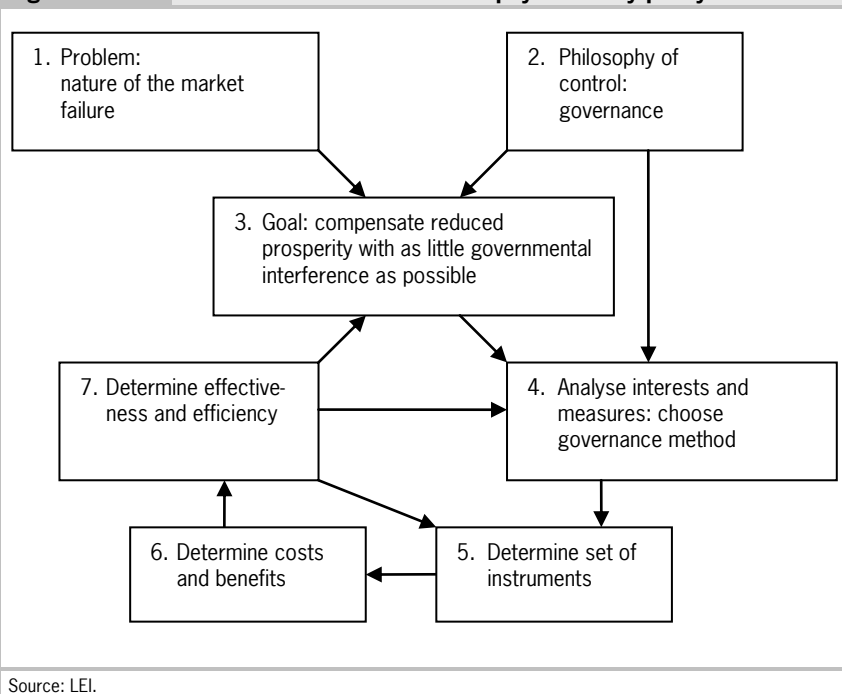 1. Problem:
nature of the market
failure
2. Philosophy of
control:
governance
3. Goal: compensate reduced
prosperity with as little governmental
interference as possible
7. Determine effective-
ness and efficiency
4. Analyse interests and
measures: choose
governance method
6. Determine costs
and benefits
5. Determine set of
instruments
Source: LEI.